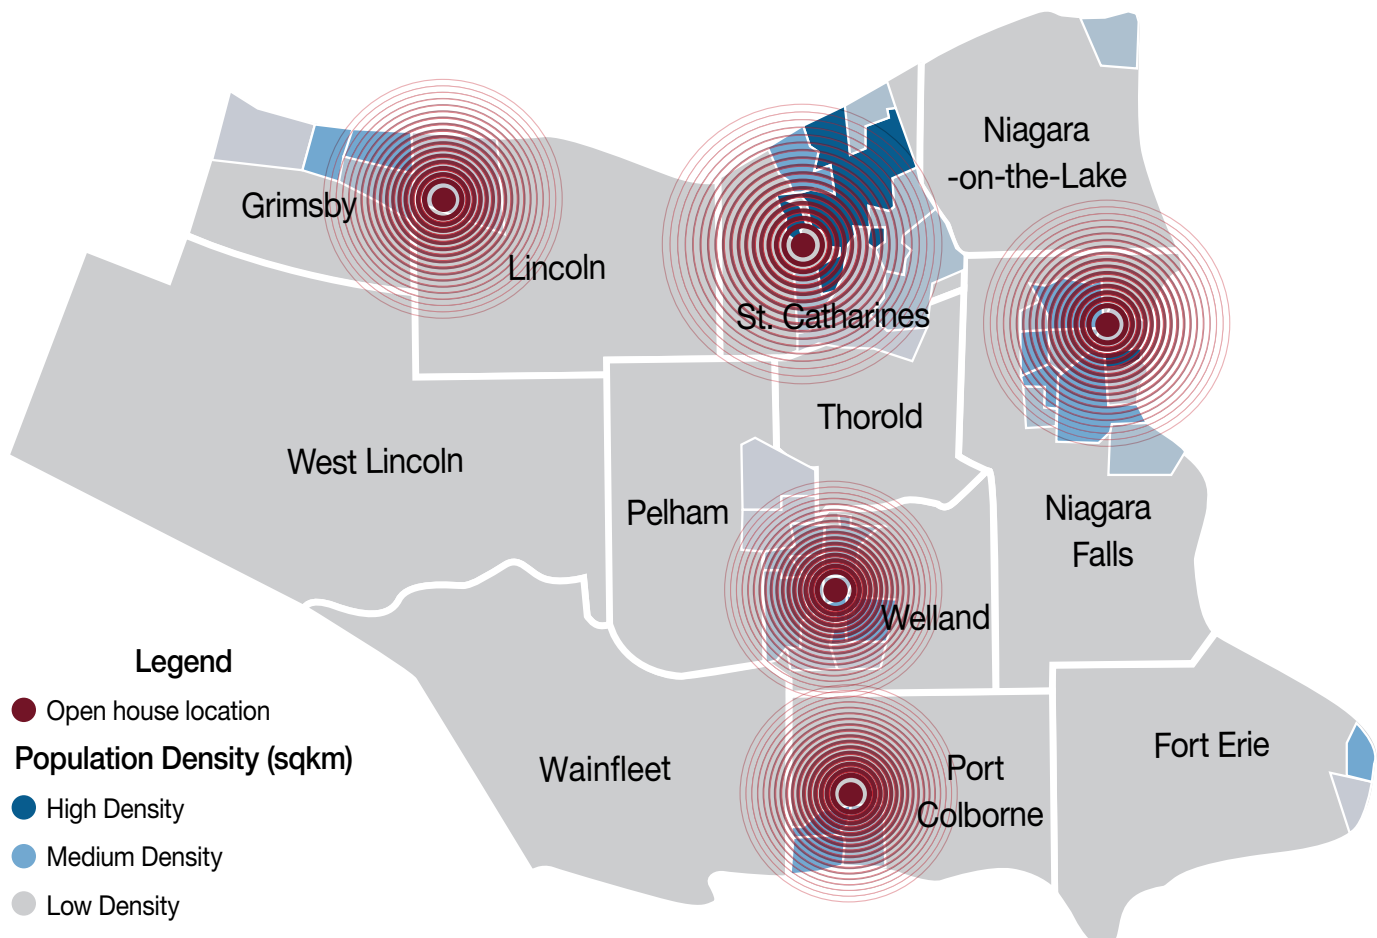 Niagara
-on-the-Lake
Grimsby
Lincoln
St. Catharines
Thorold
West Lincoln
Pelham
Niagara
Falls
Welland
Wainfleet
Port
Colborne
Fort Erie
Legend
Open house location
Population Density (sqkm)
High Density
Medium Density
Low Density